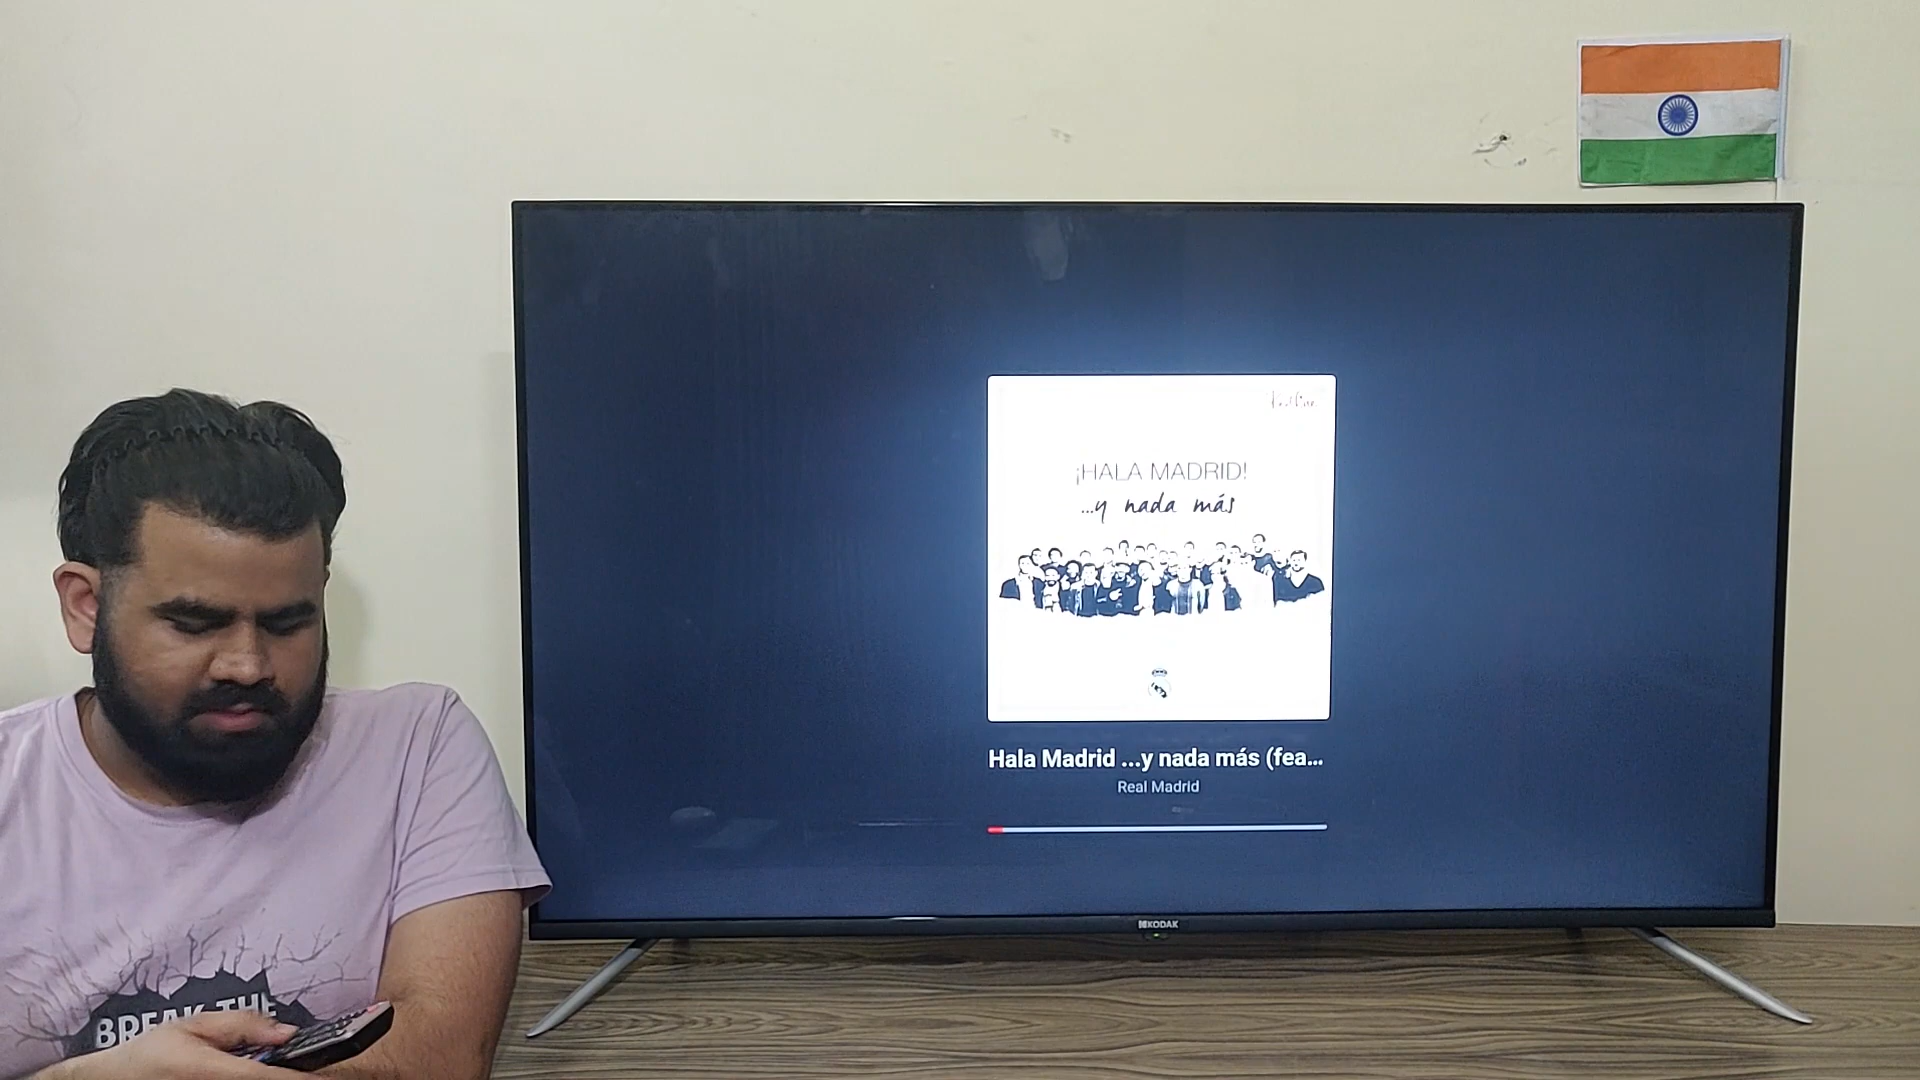 ¡HALA MADRID!
...y nada más
Hala Madrid ...y nada más (fea...
Real Madrid
KODAK
BREAK THE